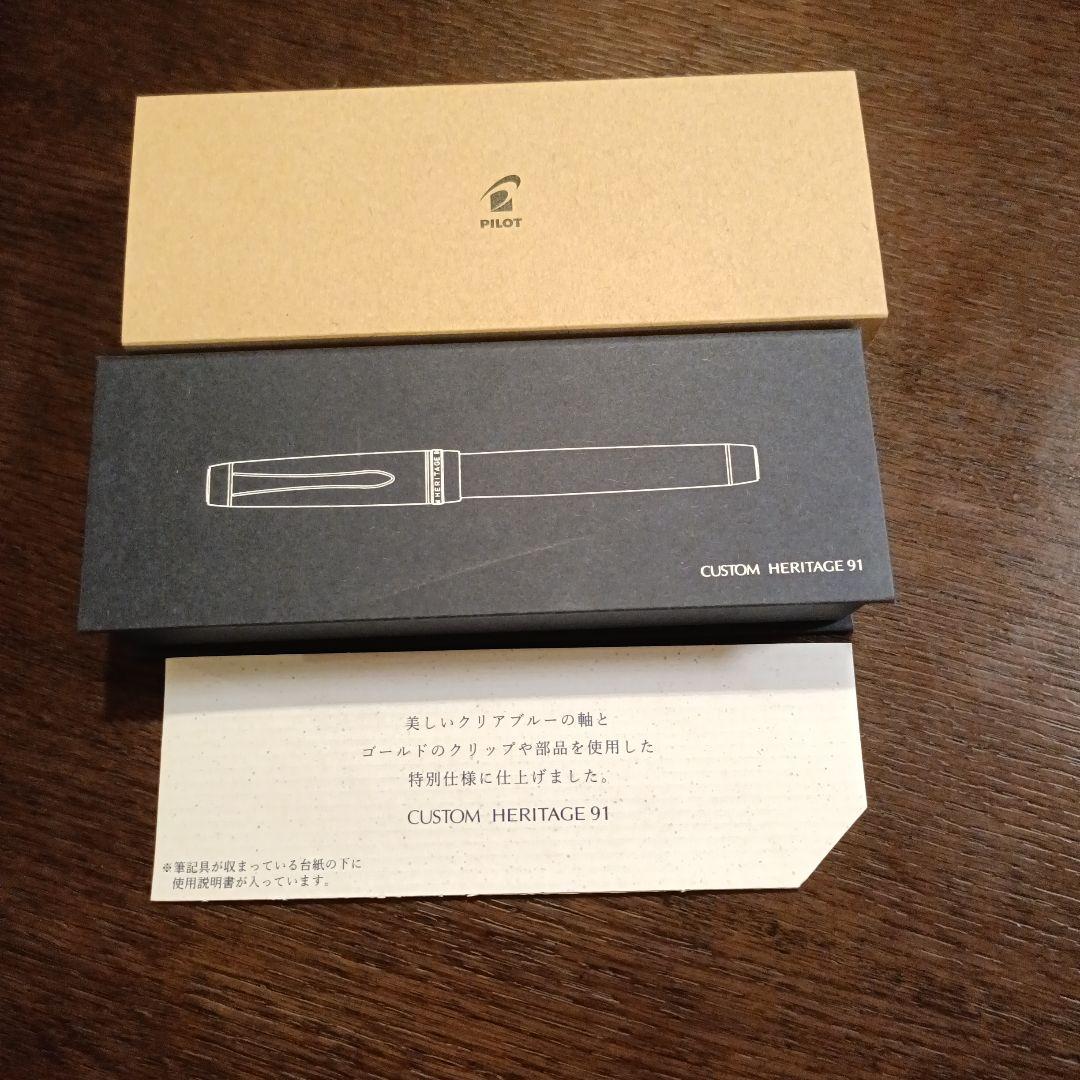 PILOT
HERITAGE
CUSTOM HERITAGE 91
美しいクリアブルーの軸と
ゴールドのクリップや部品を使用した
特別仕様に仕上げました。
CUSTOM HERITAGE 91
※筆記具が収まっている台紙の下に
使用説明書が入っています。